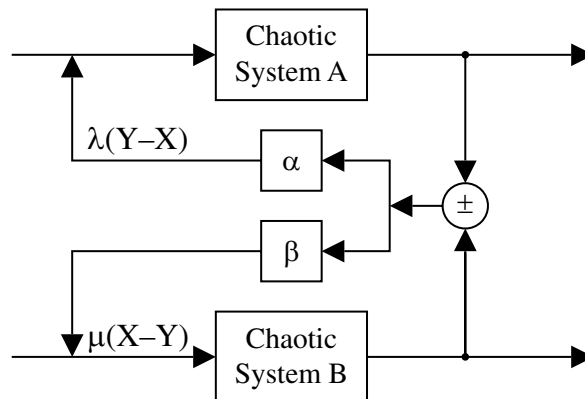 Chaotic
System A
λ(Y–X)
α
±
β
μ(X–Y)
Chaotic
System B